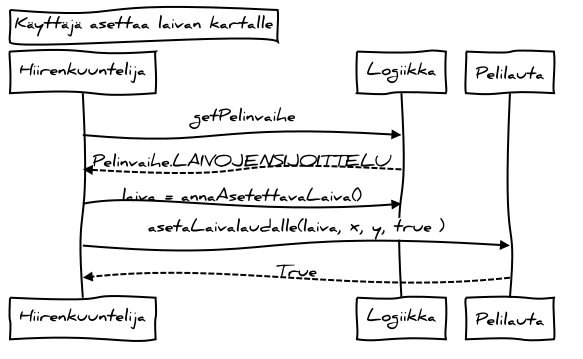 Käyttäjä asettaa laivan kartalle
Hiirenkuuntelija
Logiikka
Pelilauta
getPelinvaihe
Pelinvaihe.LAIVOJENSIJOITTELU
laiva = annaAsetettavaLaiva()
asetaLaivalaudalle(laiva, x, y, true )
True
Hiirenkuuntelija
Logiikka
Pelilauta